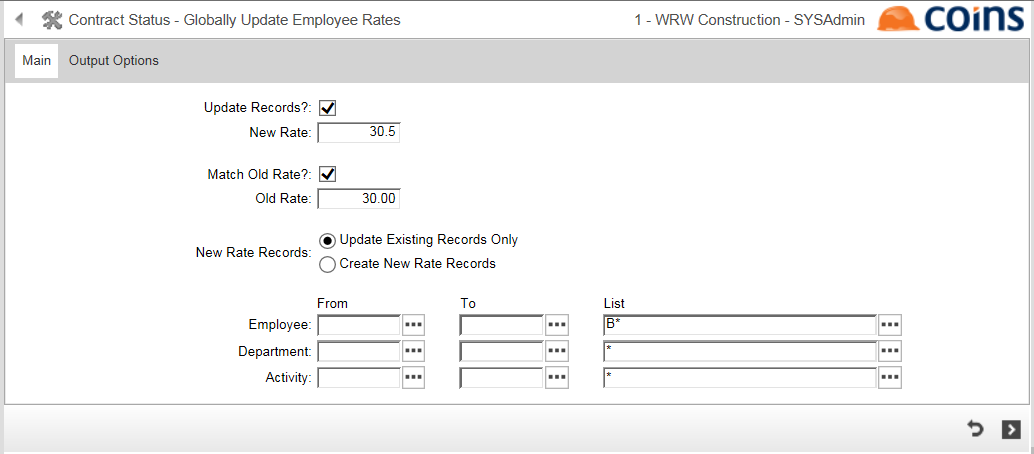 Contract Status - Globally Update Employee Rates 1 - WRW Construction - SYSAdmin coins
Main Output Options
Update Records?:
New Rate: 30.5
Match Old Rate?:
Old Rate: 30.00
Update Existing Records Only
New Rate Records:
Create New Rate Records
From To List
Employee: ... ... B* ...
Department: ... ... * ...
Activity: ... ... * ...